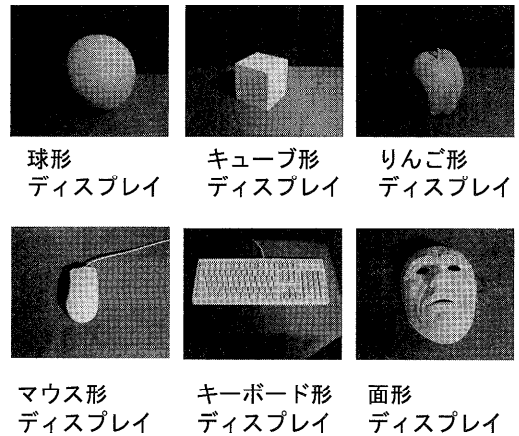 球形
ディスプレイ
キューブ形
ディスプレイ
りんご形
ディスプレイ
マウス形
ディスプレイ
キーボード形
ディスプレイ
面形
ディスプレイ